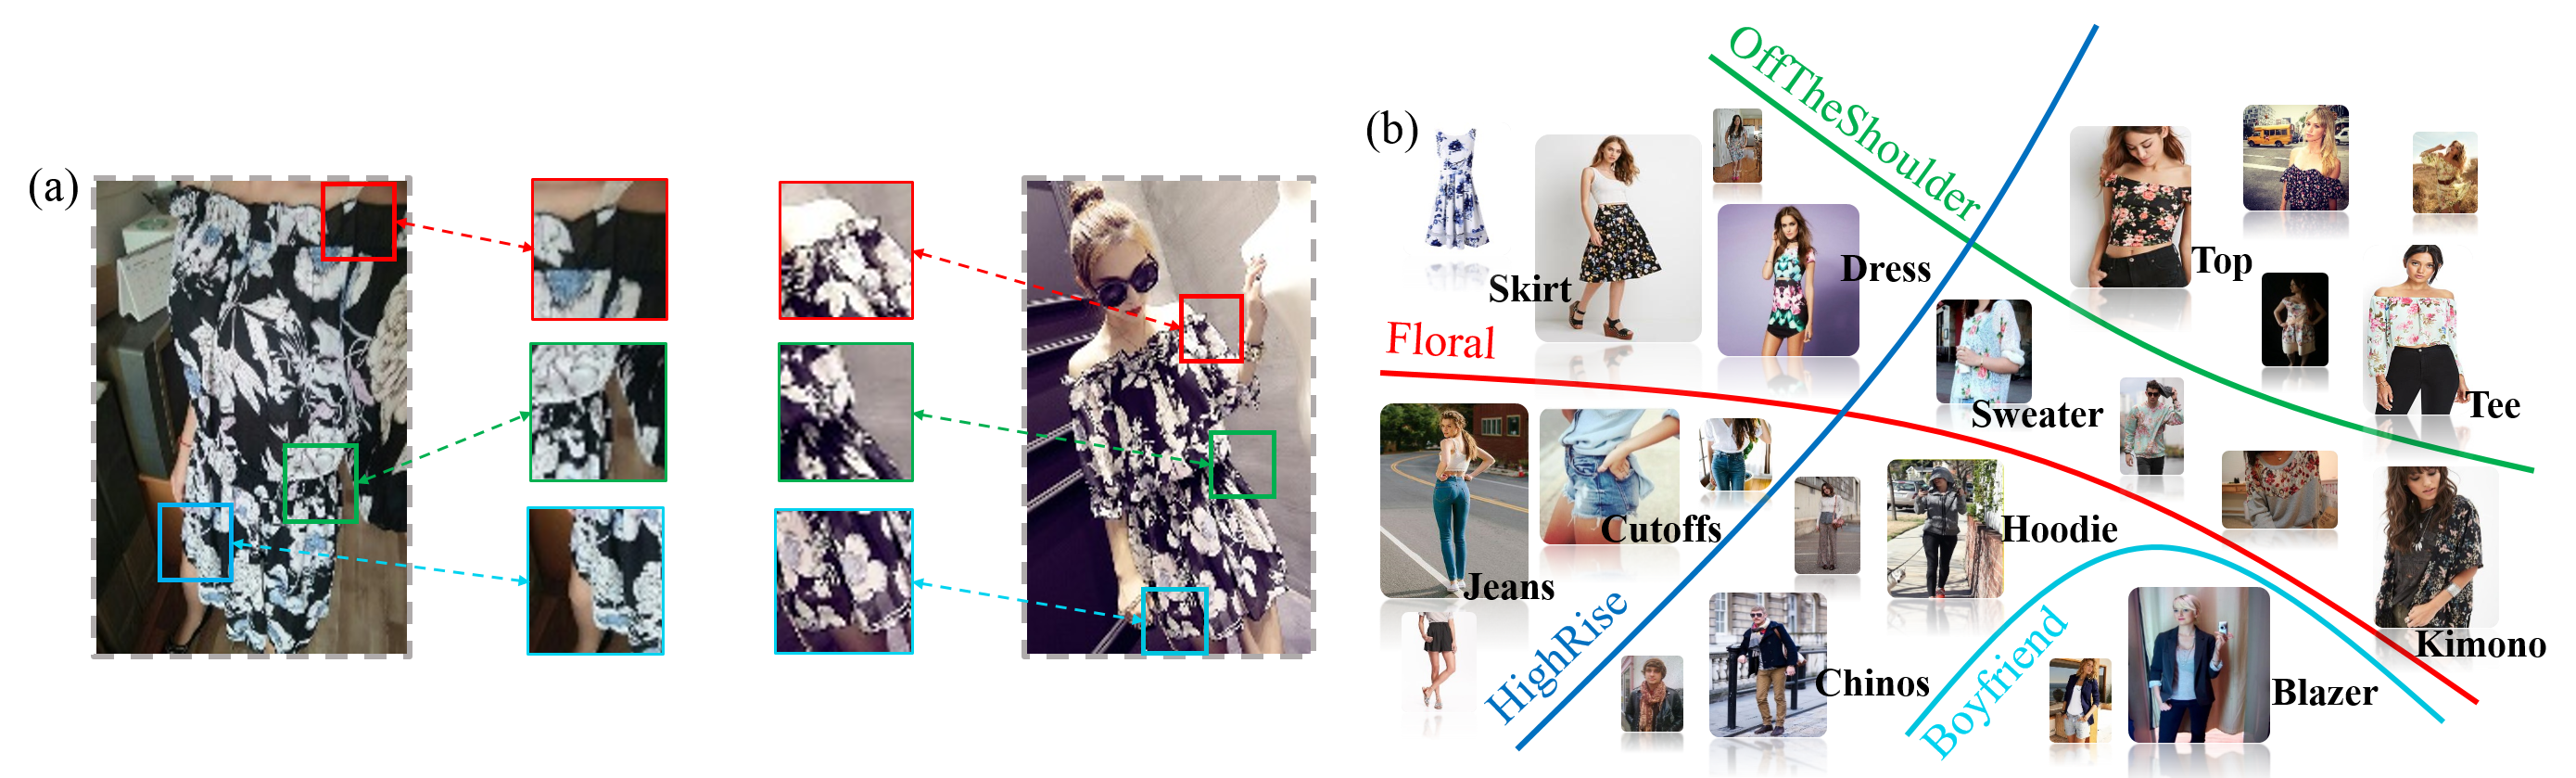 (a)
(b)
OffTheShoulder
Skirt
Dress
Top
Floral
Sweater
Tee
Cutoffs
Hoodie
Jeans
HighRise
Chinos
Boyfriend
Blazer
Kimono